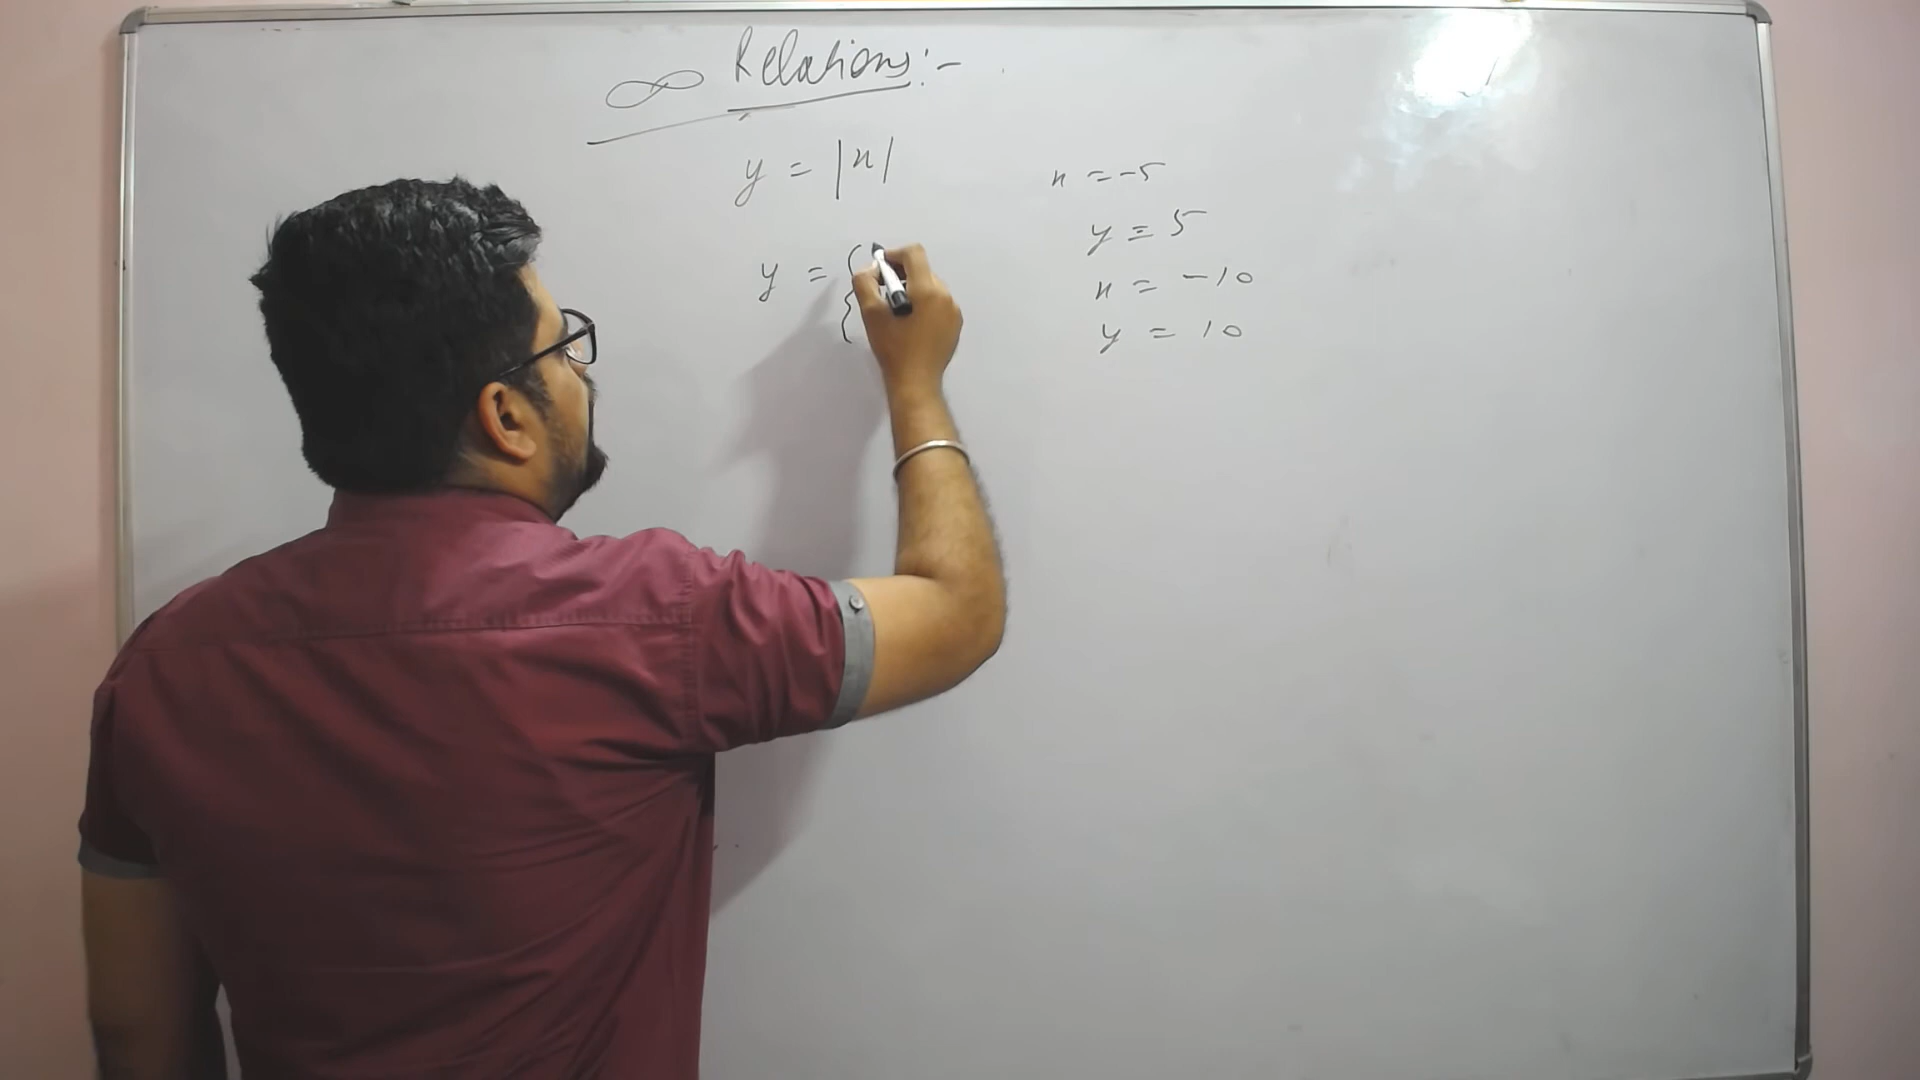 ∞ Relations:-
y = |x|
y = {
x = -5
y = 5
x = -10
y = 10